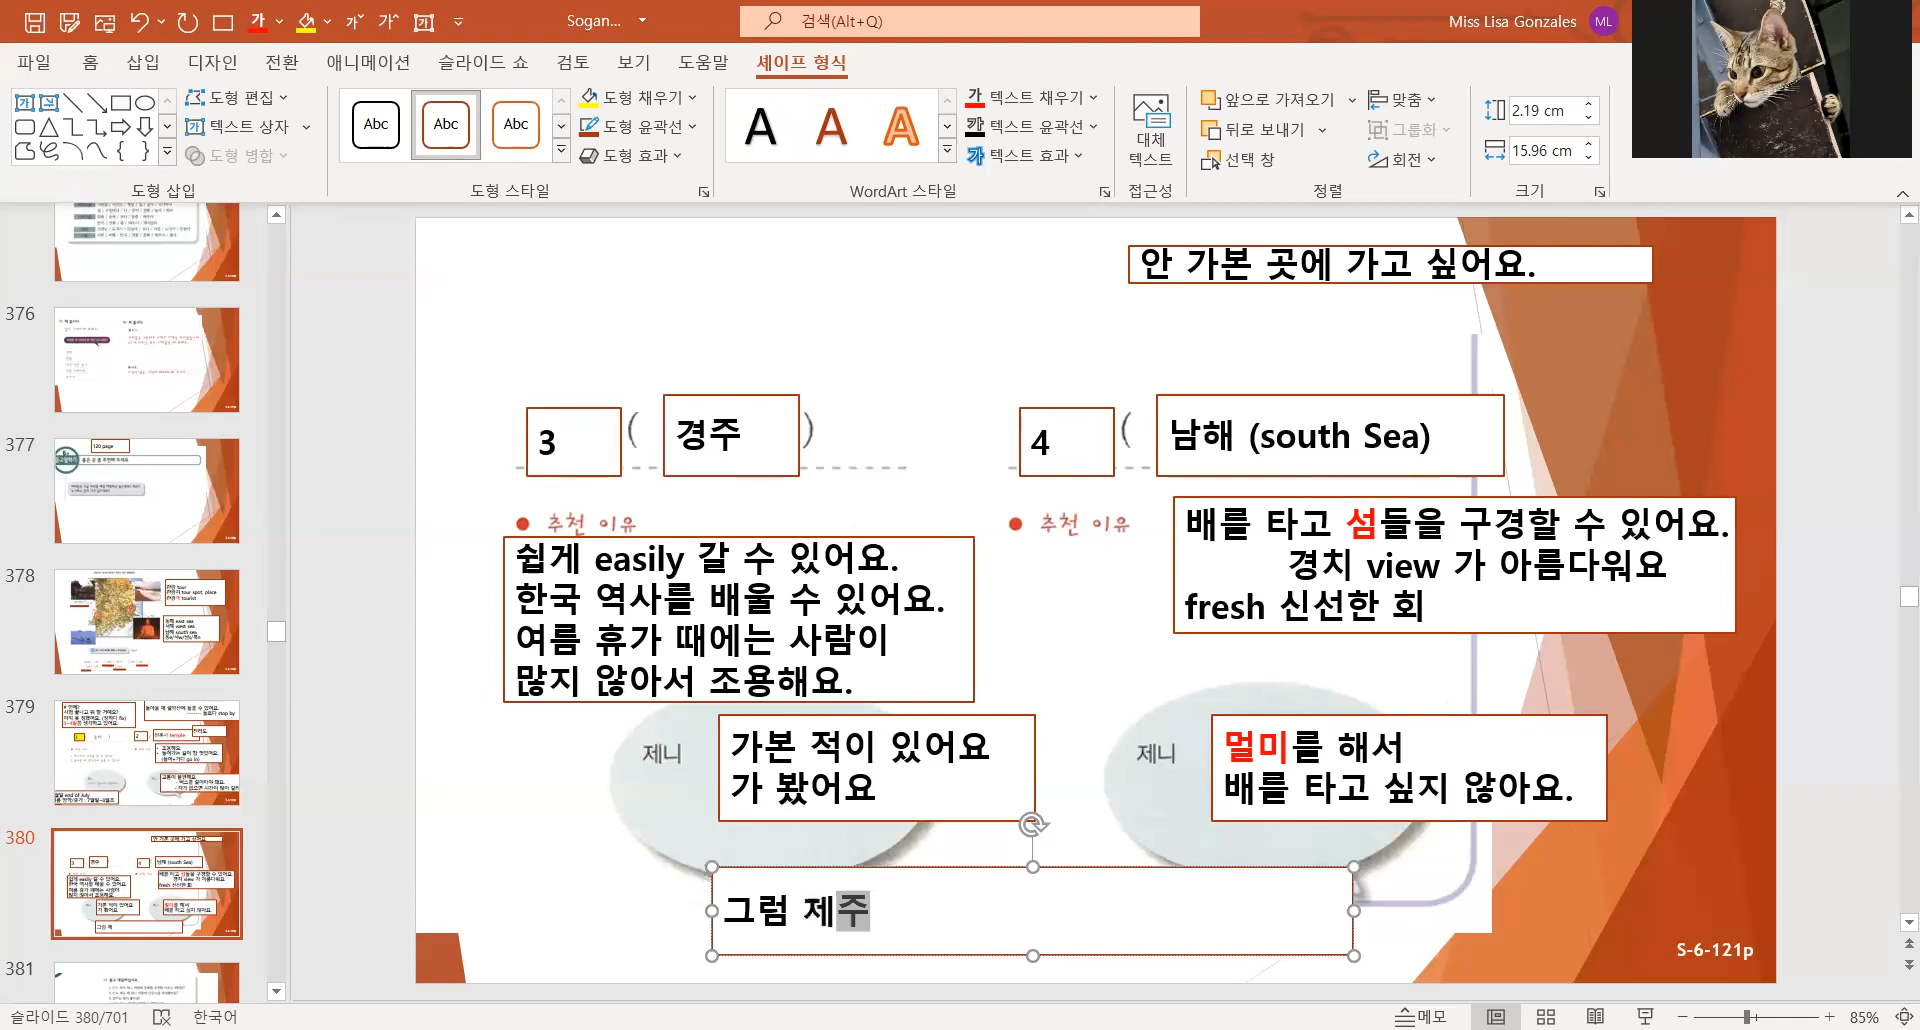 Sogan...
검색(Alt+Q)
Miss Lisa Gonzales
ML
파일 홈 삽입 디자인 전환 애니메이션 슬라이드 쇼 검토 보기 도움말 셰이프 형식
도형 편집
텍스트 상자
도형 병합
도형 삽입
Abc Abc Abc
도형 채우기
도형 윤곽선
도형 효과
도형 스타일
A A A
텍스트 채우기
텍스트 윤곽선
텍스트 효과
WordArt 스타일
대체
텍스트
접근성
앞으로 가져오기
뒤로 보내기
선택 창
맞춤
그룹화
회전
정렬
2.19 cm
15.96 cm
크기
376
377
120 page
378
379
380
381
안 가본 곳에 가고 싶어요.
3 ( 경주 )
4 ( 남해 (south Sea)
추천 이유
쉽게 easily 갈 수 있어요.
한국 역사를 배울 수 있어요.
여름 휴가 때에는 사람이
많지 않아서 조용해요.
추천 이유
배를 타고 섬들을 구경할 수 있어요.
경치 view 가 아름다워요
fresh 신선한 회
제니
가본 적이 있어요
가 봤어요
제니
멀미를 해서
배를 타고 싶지 않아요.
그럼 제주
S-6-121p
슬라이드 380/701
한국어
메모
85%